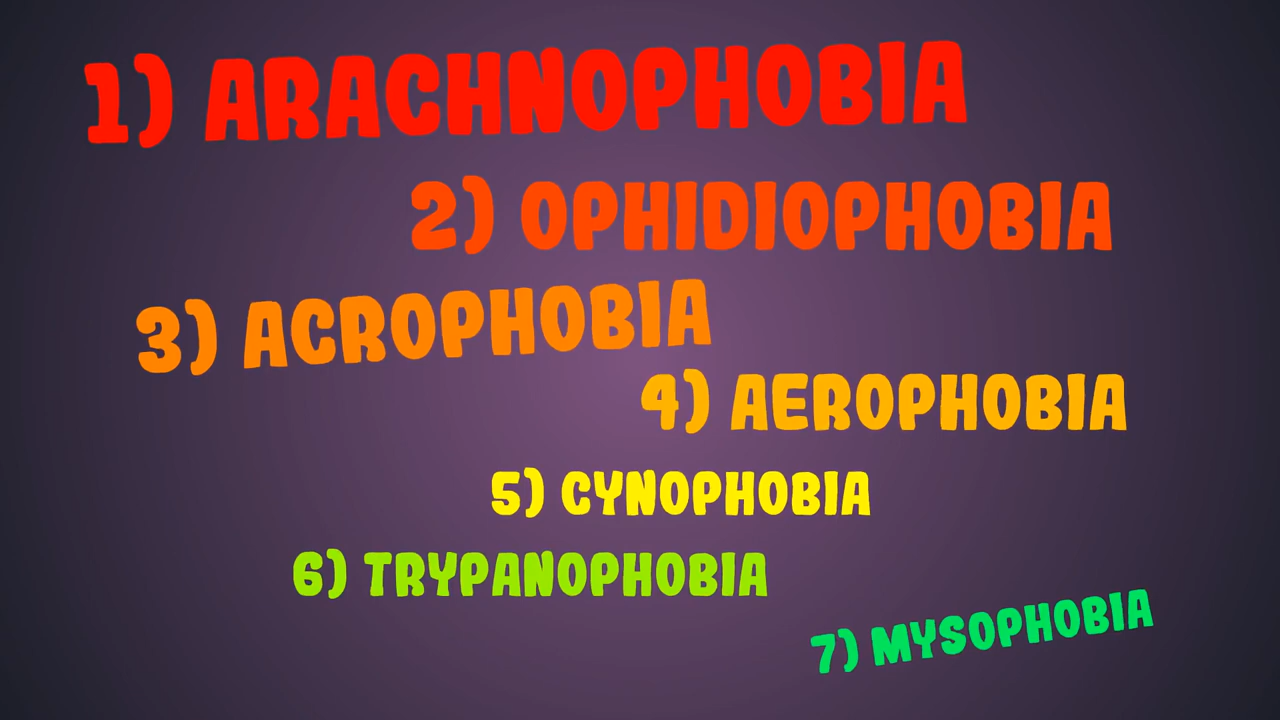 1) ARACHNOPHOBIA
2) OPHIDIOPHOBIA
3) ACROPHOBIA
4) AEROPHOBIA
5) CYNOPHOBIA
6) TRYPANOPHOBIA
7) MYSOPHOBIA